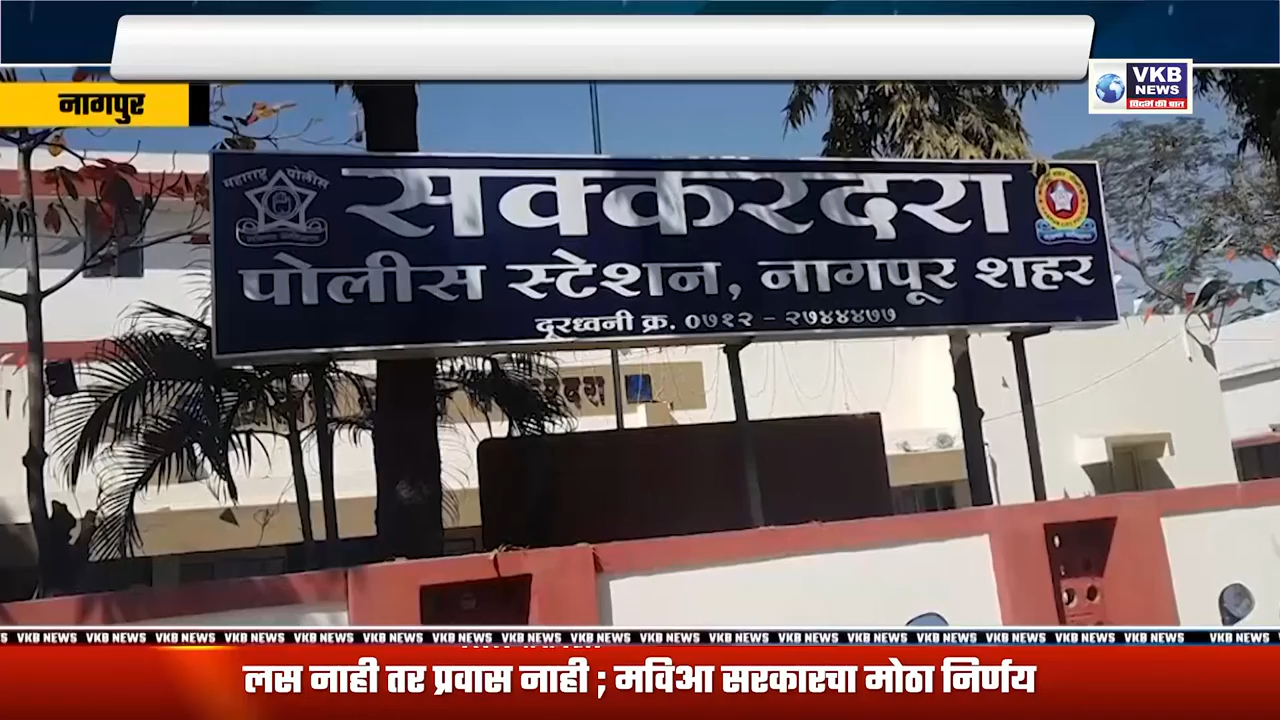 VKB
NEWS
विदर्भ की बात
नागपुर
महाराष्ट्र पोलीस
सक्करदरा
पोलीस स्टेशन, नागपूर शहर
दूरध्वनी क्र. ०७१२ - २७४४४७७
VKB NEWS VKB NEWS VKB NEWS VKB NEWS VKB NEWS VKB NEWS VKB NEWS VKB NEWS VKB NEWS VKB NEWS VKB NEWS VKB NEWS VKB NEWS VKB NEWS VKB NEWS VKB NEWS VKB NEWS VKB NEWS
लस नाही तर प्रवास नाही ; मविआ सरकारचा मोठा निर्णय